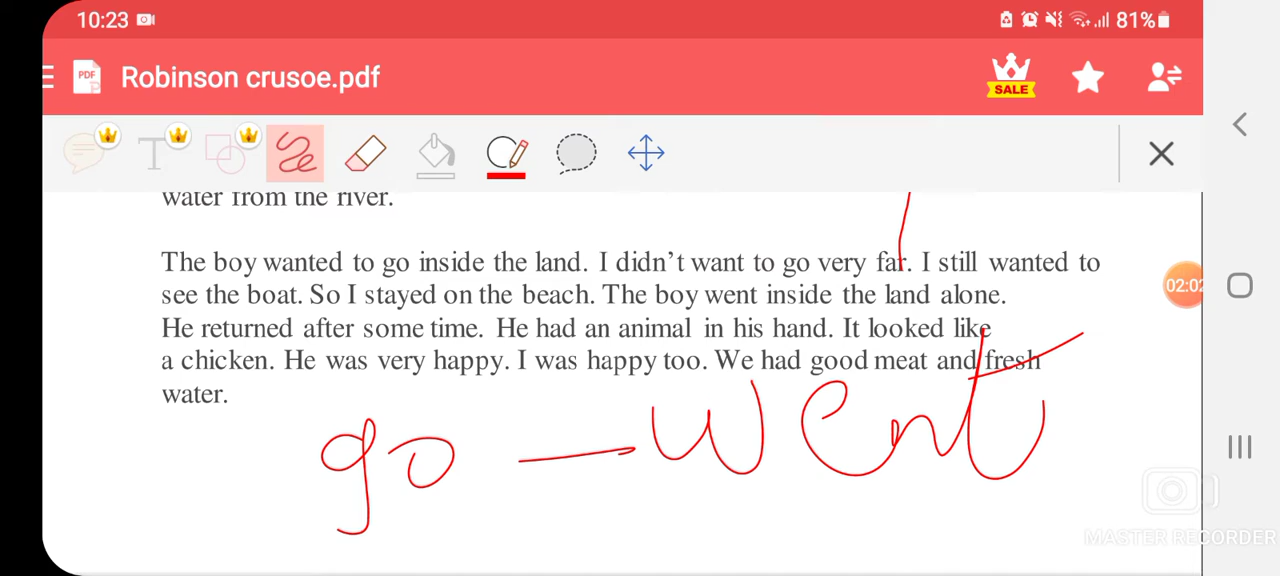 10:23 81%
Robinson crusoe.pdf
SALE
T
water from the river.
The boy wanted to go inside the land. I didn’t want to go very far. I still wanted to
see the boat. So I stayed on the beach. The boy went inside the land alone.
He returned after some time. He had an animal in his hand. It looked like
a chicken. He was very happy. I was happy too. We had good meat and fresh
water.
go — went
02:02
MASTER RECORDER